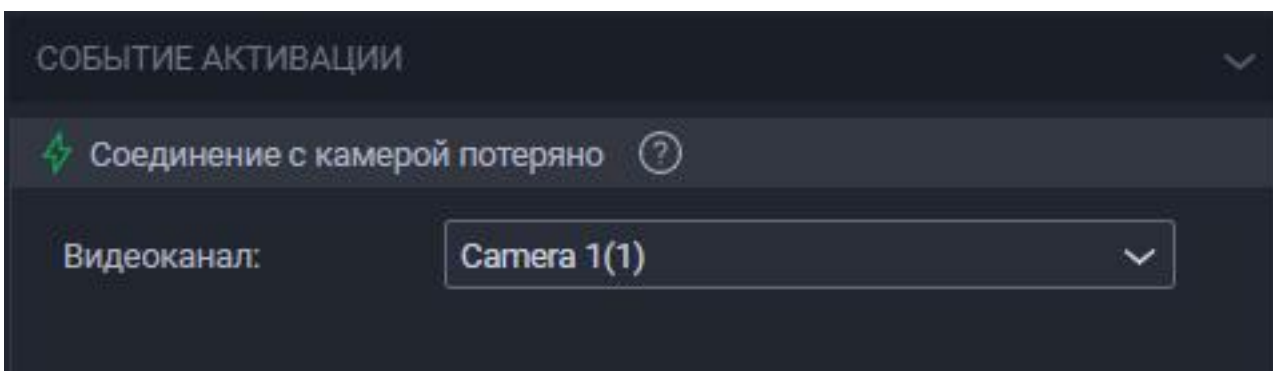 СОБЫТИЕ АКТИВАЦИИ
Соединение с камерой потеряно ?
Видеоканал: Camera 1(1)